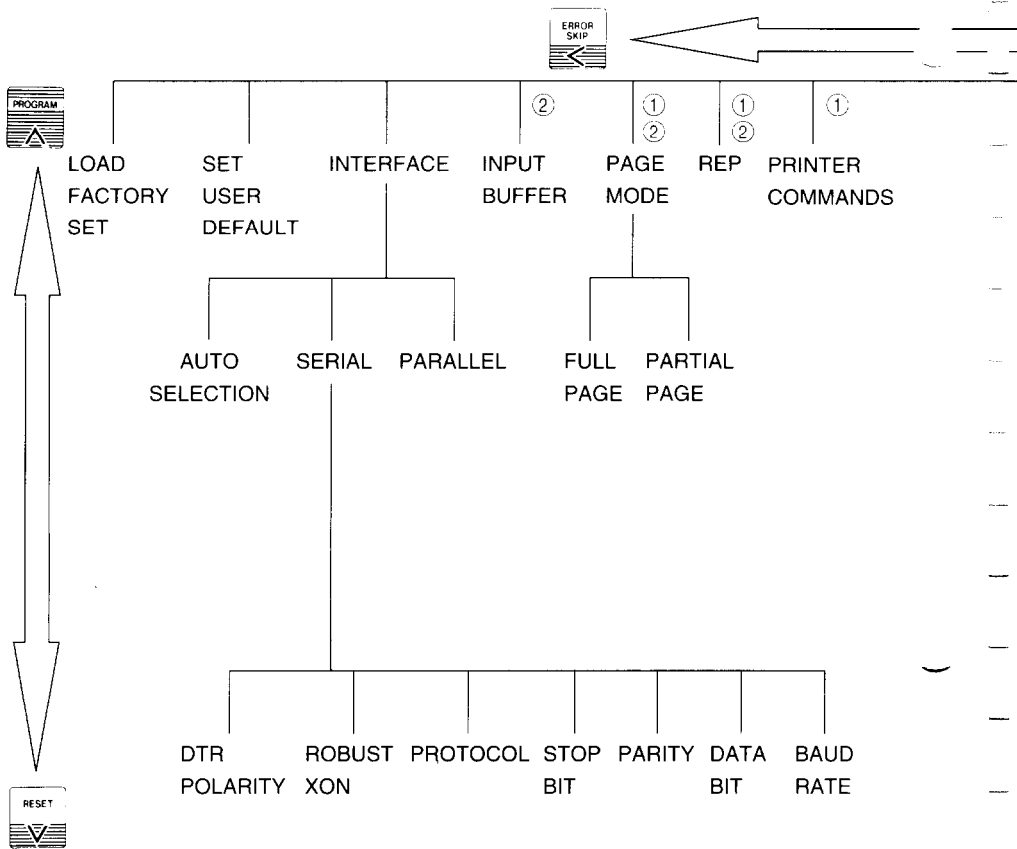 ERROR
SKIP
PROGRAM
② ① ① ①
② ②
LOAD SET INTERFACE INPUT PAGE REP PRINTER
FACTORY USER BUFFER MODE COMMANDS
SET DEFAULT
AUTO SERIAL PARALLEL FULL PARTIAL
SELECTION PAGE PAGE
DTR ROBUST PROTOCOL STOP PARITY DATA BAUD
POLARITY XON BIT BIT RATE
RESET